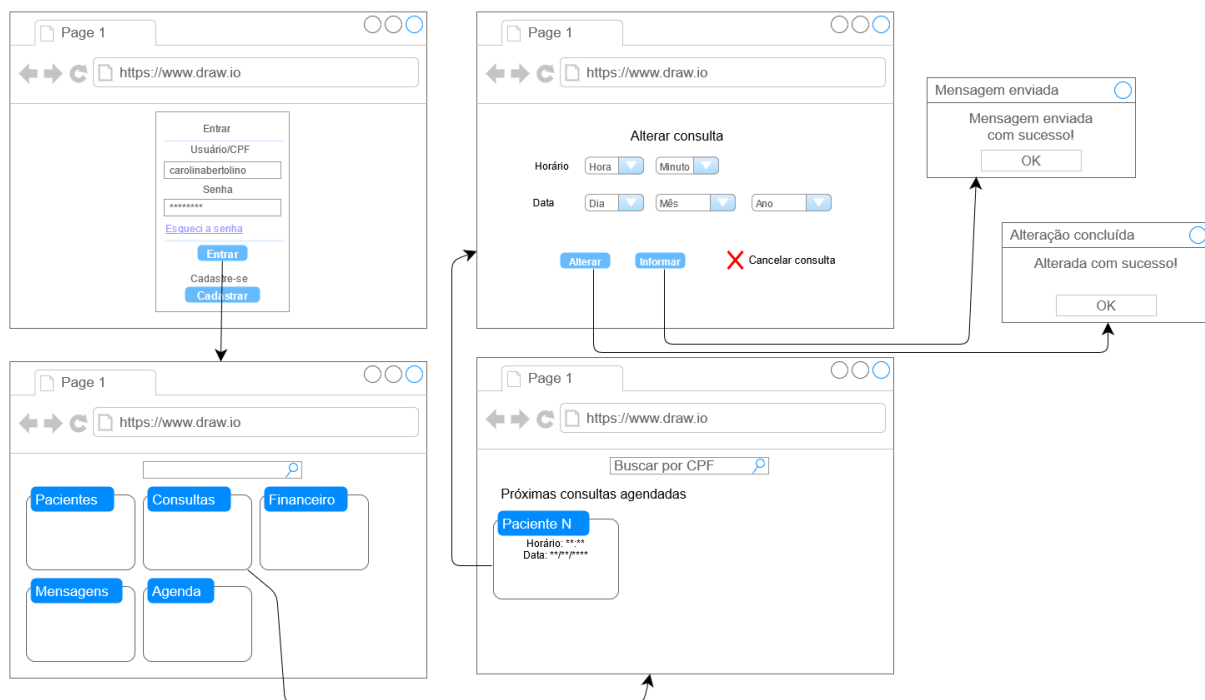 Page 1
https://www.draw.io
Entrar
Usuário/CPF
carolinabertolino
Senha
********
Esqueci a senha
Entrar
Cadastre-se
Cadastrar
Page 1
https://www.draw.io
Alterar consulta
Horário
Hora
Minuto
Data
Dia
Mês
Ano
Alterar
Informar
Cancelar consulta
Mensagem enviada
Mensagem enviada
com sucesso!
OK
Alteração concluída
Alterada com sucesso!
OK
Page 1
https://www.draw.io
Pacientes
Consultas
Financeiro
Mensagens
Agenda
Page 1
https://www.draw.io
Buscar por CPF
Próximas consultas agendadas
Paciente N
Horário: **:**
Data: **/**/****